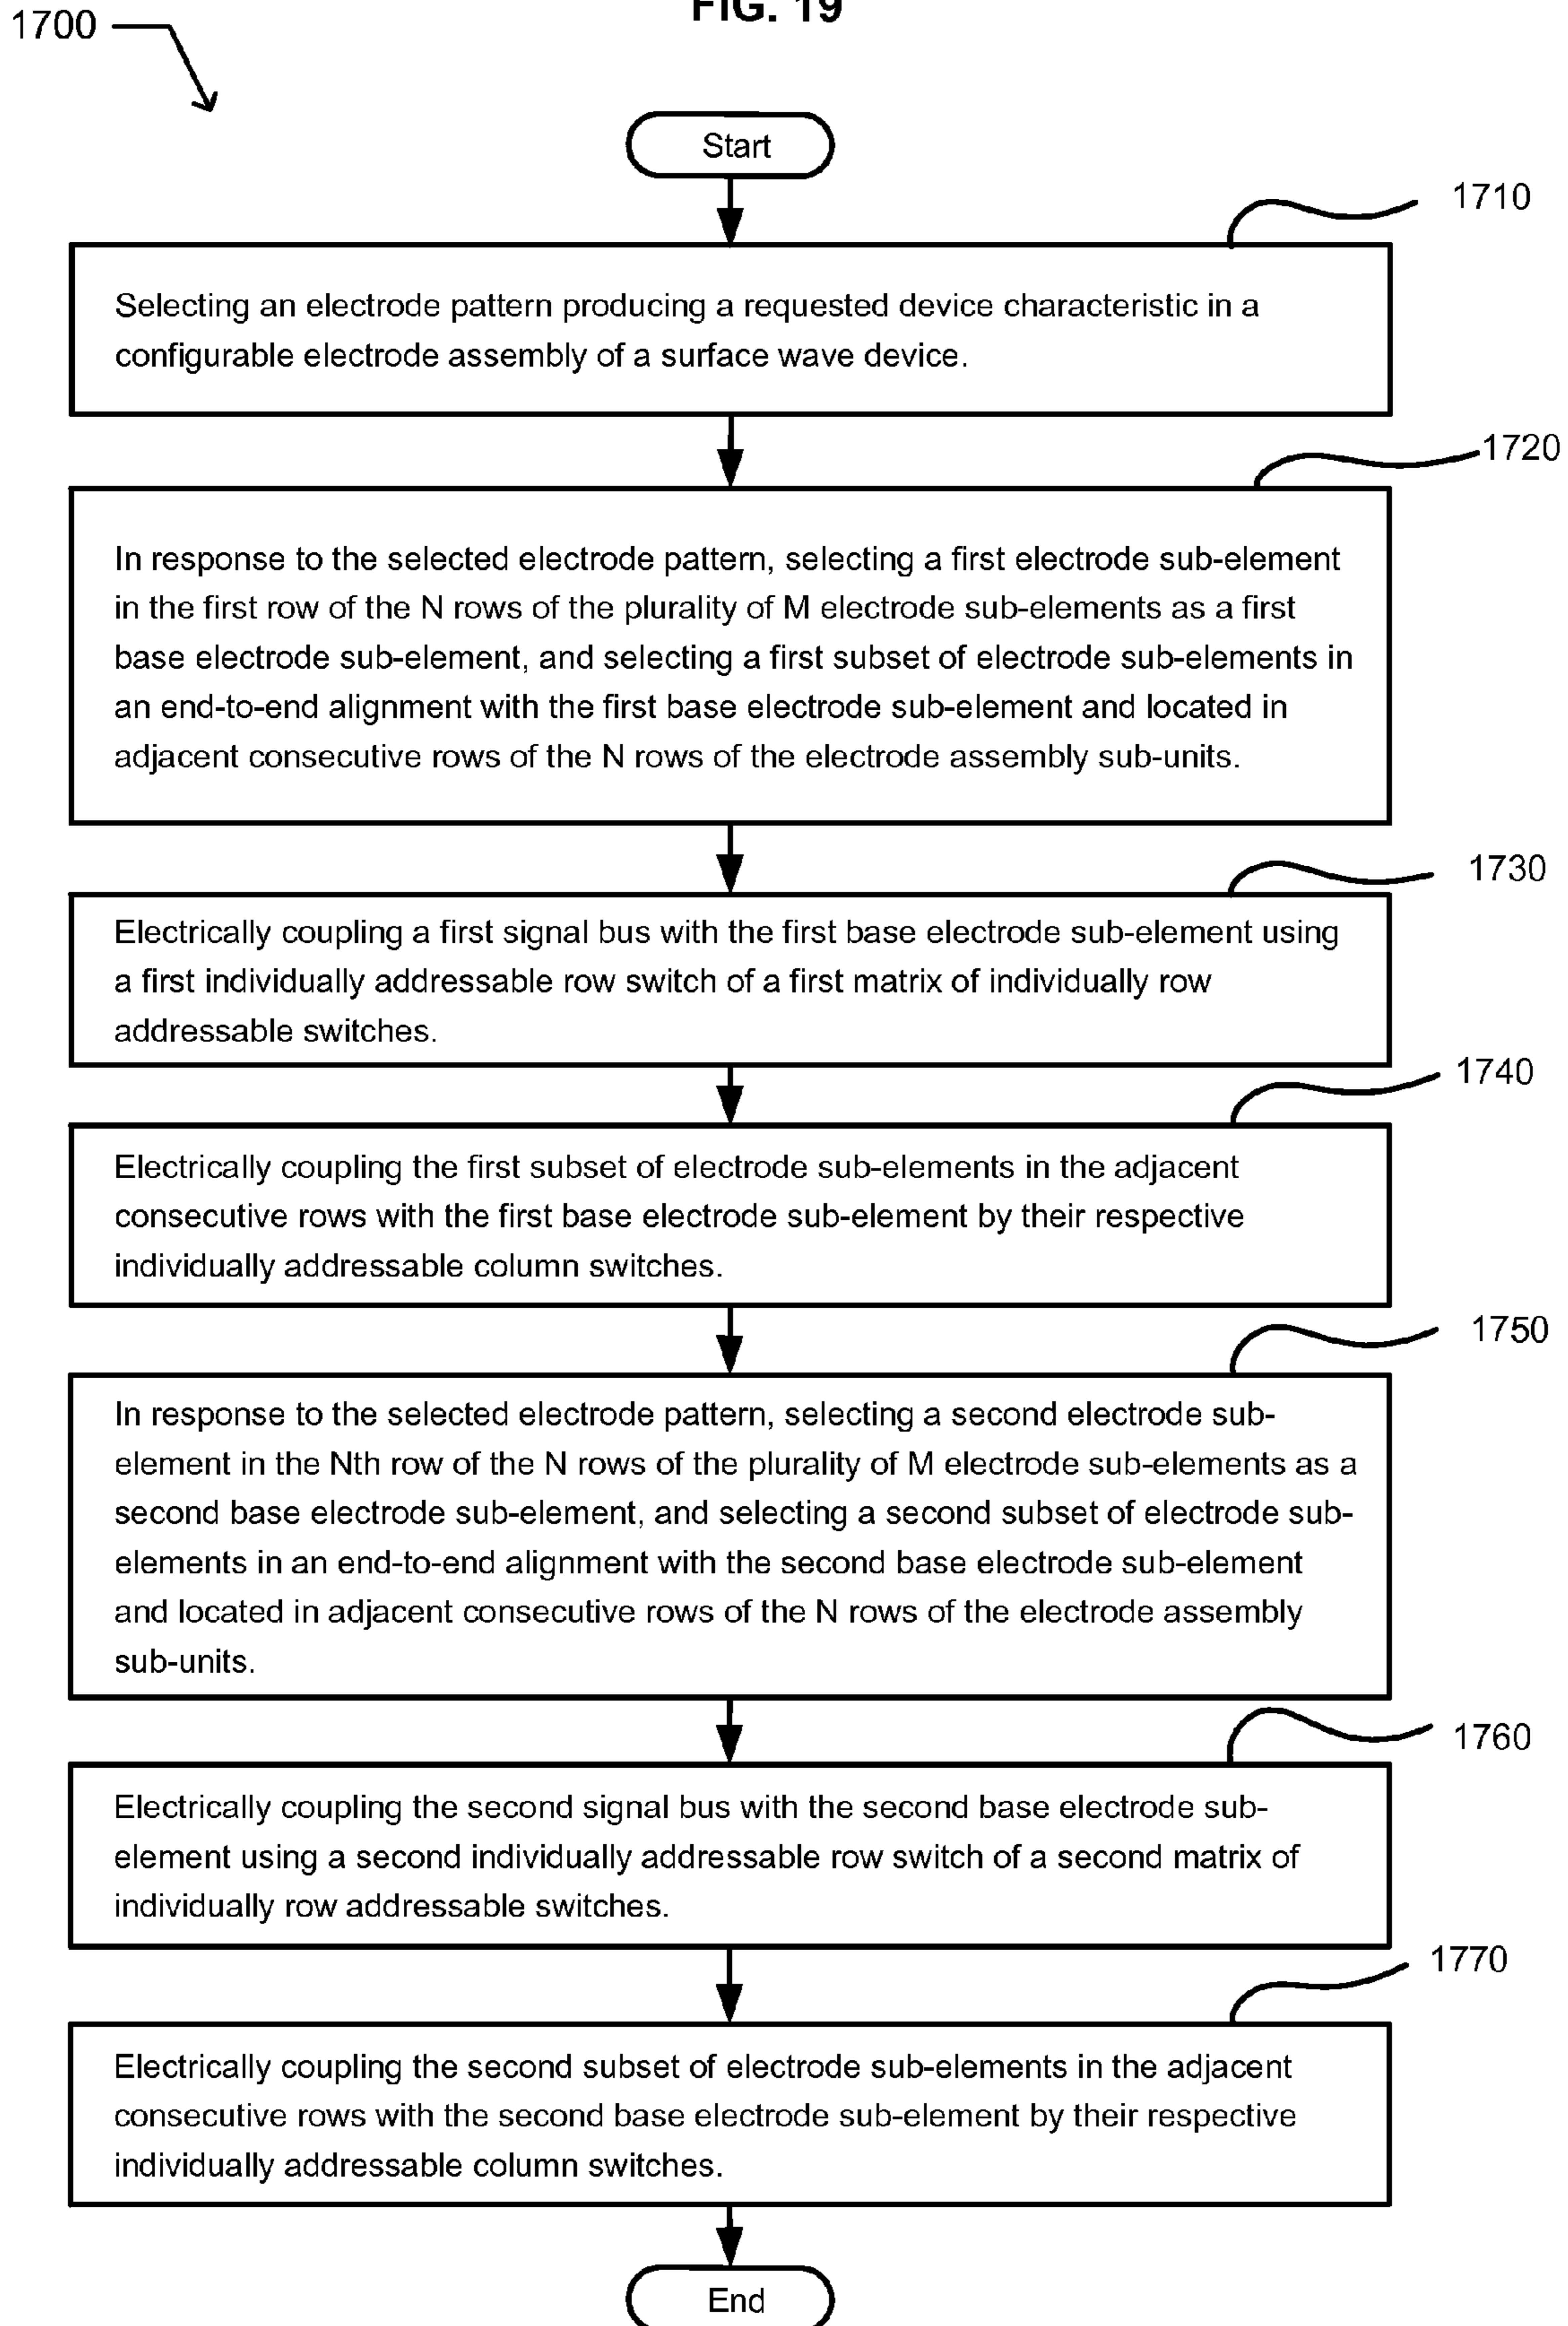 FIG. 19
1700
Start
1710
Selecting an electrode pattern producing a requested device characteristic in a
configurable electrode assembly of a surface wave device.
1720
In response to the selected electrode pattern, selecting a first electrode sub-element
in the first row of the N rows of the plurality of M electrode sub-elements as a first
base electrode sub-element, and selecting a first subset of electrode sub-elements in
an end-to-end alignment with the first base electrode sub-element and located in
adjacent consecutive rows of the N rows of the electrode assembly sub-units.
1730
Electrically coupling a first signal bus with the first base electrode sub-element using
a first individually addressable row switch of a first matrix of individually row
addressable switches.
1740
Electrically coupling the first subset of electrode sub-elements in the adjacent
consecutive rows with the first base electrode sub-element by their respective
individually addressable column switches.
1750
In response to the selected electrode pattern, selecting a second electrode sub-
element in the Nth row of the N rows of the plurality of M electrode sub-elements as a
second base electrode sub-element, and selecting a second subset of electrode sub-
elements in an end-to-end alignment with the second base electrode sub-element
and located in adjacent consecutive rows of the N rows of the electrode assembly
sub-units.
1760
Electrically coupling the second signal bus with the second base electrode sub-
element using a second individually addressable row switch of a second matrix of
individually row addressable switches.
1770
Electrically coupling the second subset of electrode sub-elements in the adjacent
consecutive rows with the second base electrode sub-element by their respective
individually addressable column switches.
End